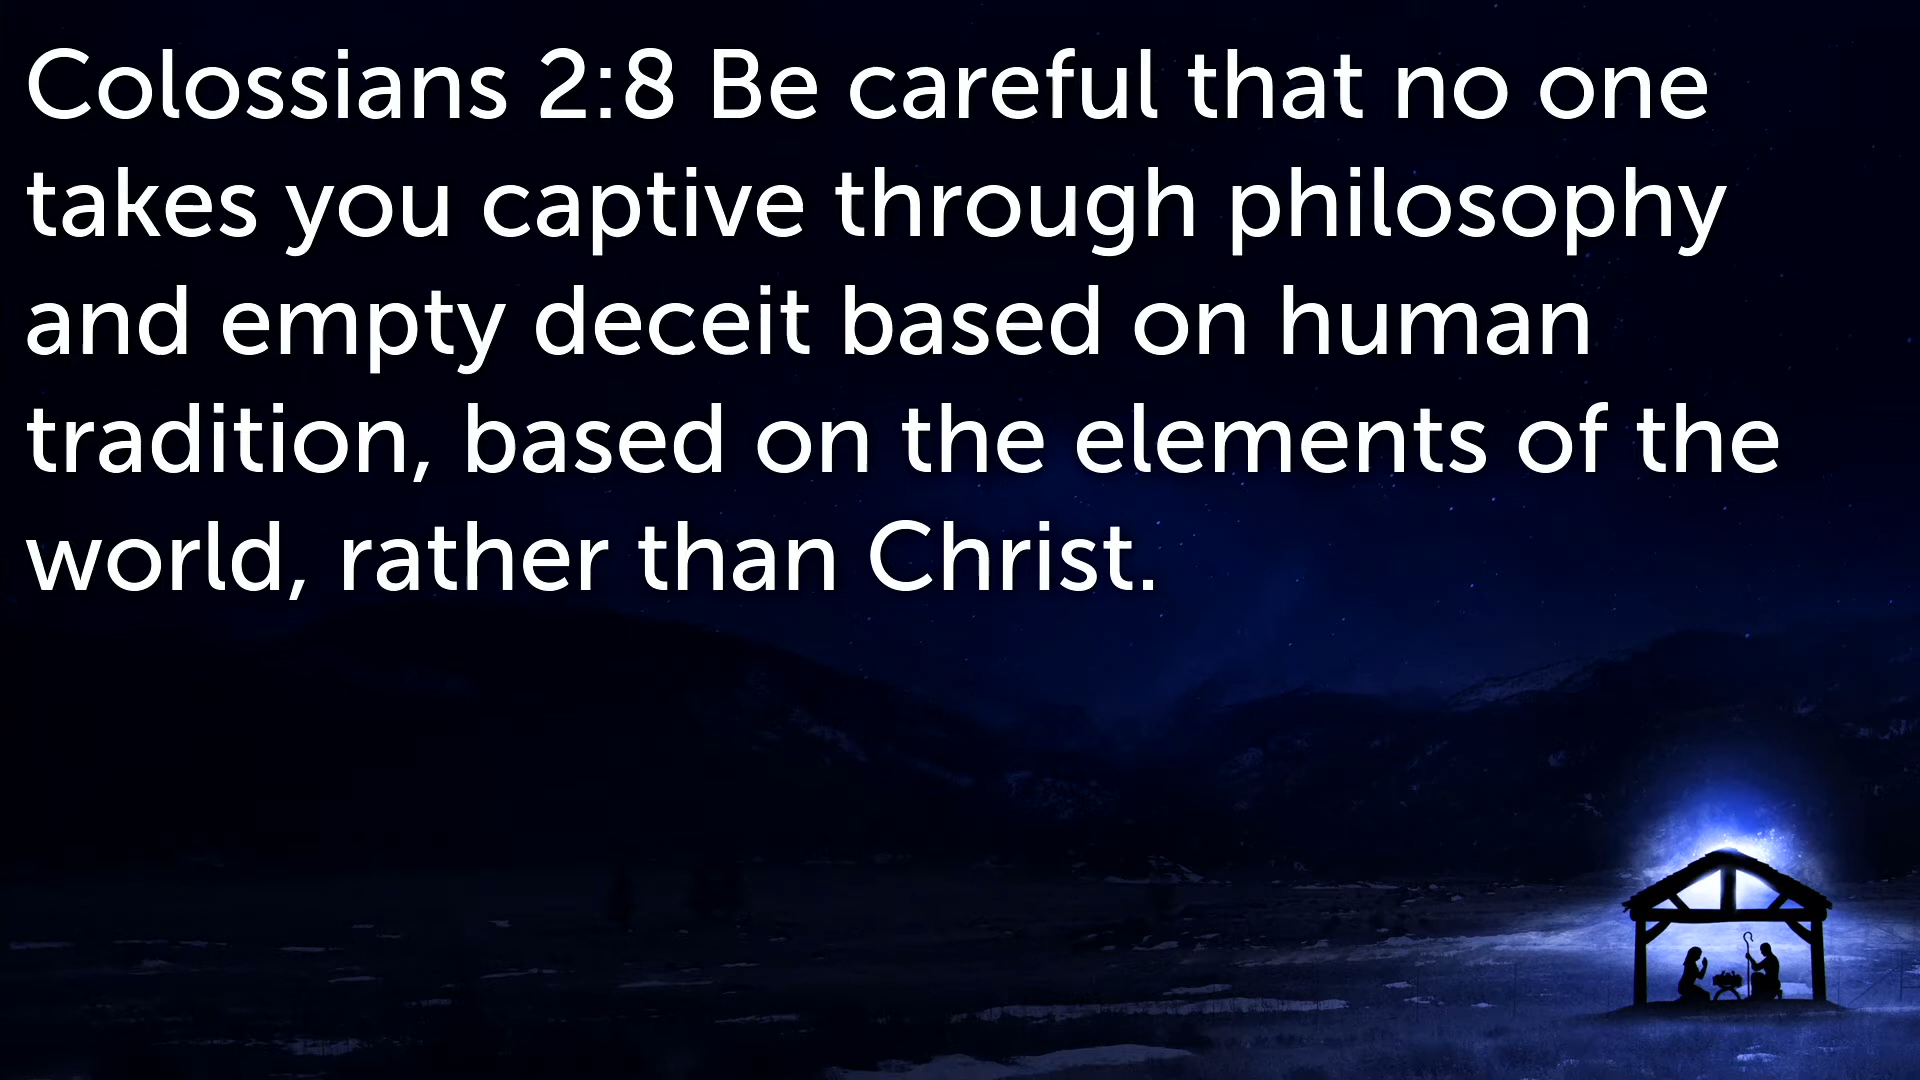 Colossians 2:8 Be careful that no one
takes you captive through philosophy
and empty deceit based on human
tradition, based on the elements of the
world, rather than Christ.